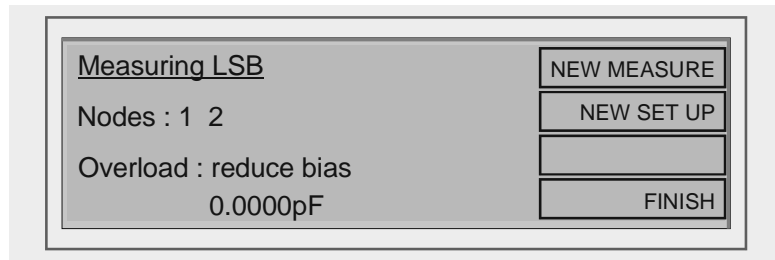 Measuring LSB
Nodes : 1 2
Overload : reduce bias
0.0000pF
NEW MEASURE
NEW SET UP
FINISH